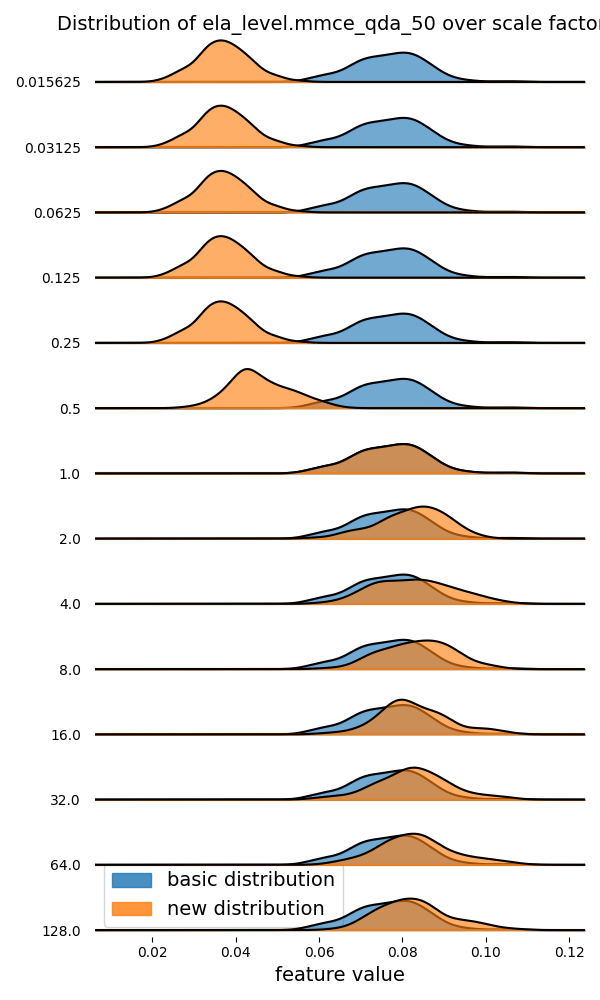 Distribution of ela_level.mmce_qda_50 over scale factor
0.015625
0.03125
0.0625
0.125
0.25
0.5
1.0
2.0
4.0
8.0
16.0
32.0
64.0
basic distribution
new distribution
128.0
0.02 0.04 0.06 0.08 0.10 0.12
feature value